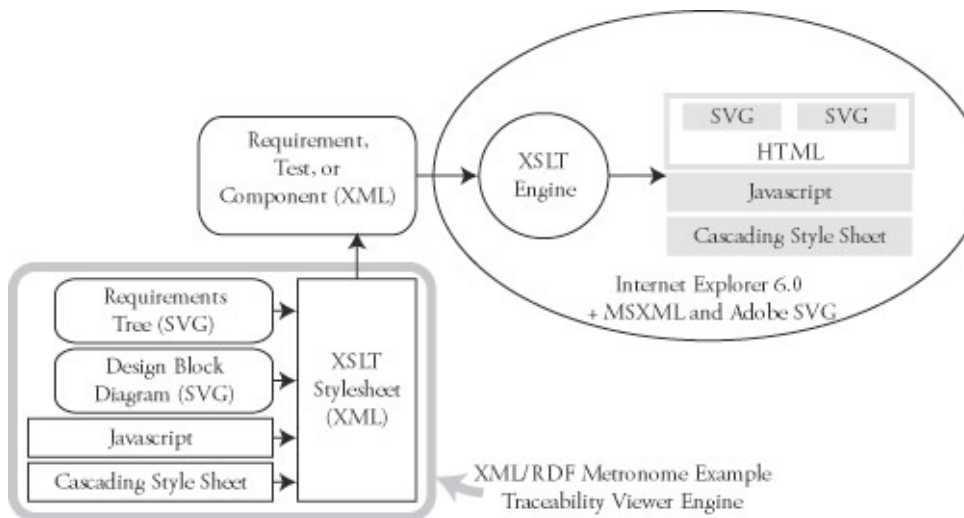 Requirement,
Test, or
Component (XML)
XSLT
Engine
SVG
SVG
HTML
Javascript
Cascading Style Sheet
Internet Explorer 6.0
+ MSXML and Adobe SVG
Requirements
Tree (SVG)
Design Block
Diagram (SVG)
Javascript
Cascading Style Sheet
XSLT
Stylesheet
(XML)
XML/RDF Metronome Example
Traceability Viewer Engine